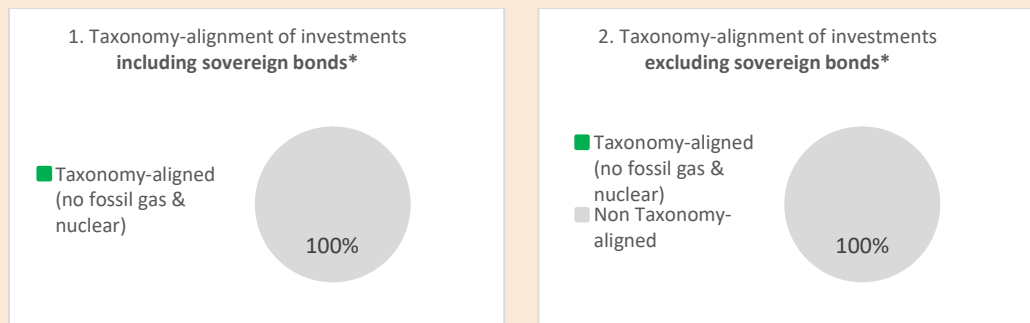 1. Taxonomy-alignment of investments
including sovereign bonds*
Taxonomy-aligned
(no fossil gas &
nuclear)
100%
2. Taxonomy-alignment of investments
excluding sovereign bonds*
Taxonomy-aligned
(no fossil gas &
nuclear)
Non Taxonomy-
aligned
100%